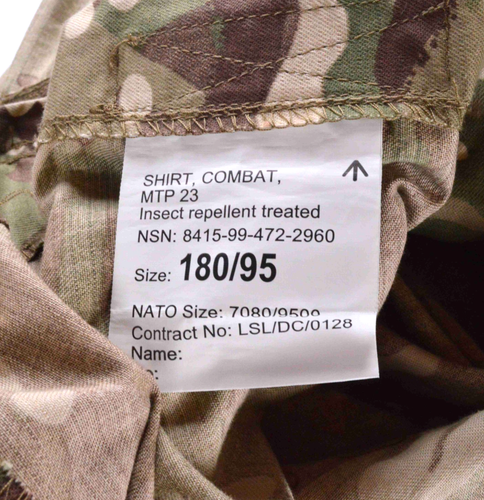 SHIRT, COMBAT,
MTP 23
Insect repellent treated
NSN: 8415-99-472-2960
Size: 180/95
NATO Size: 7080/9500
Contract No: LSL/DC/0128
Name: